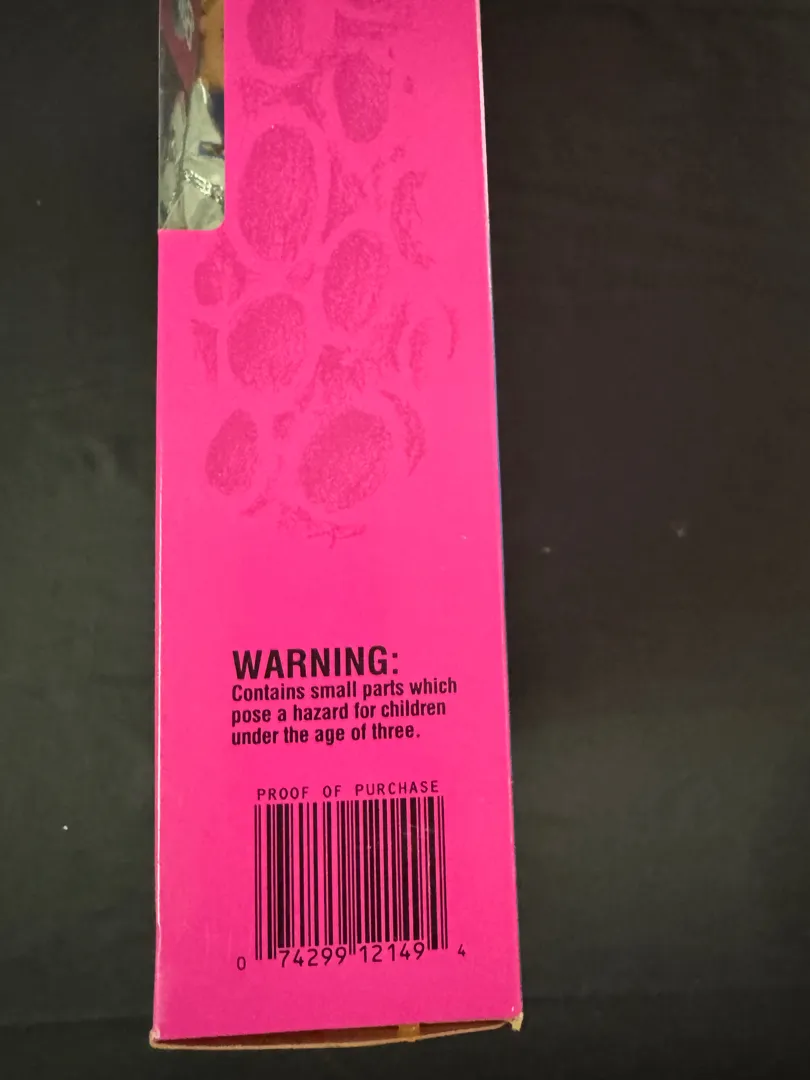 WARNING:
Contains small parts which
pose a hazard for children
under the age of three.
PROOF OF PURCHASE
0 74299 12149 4